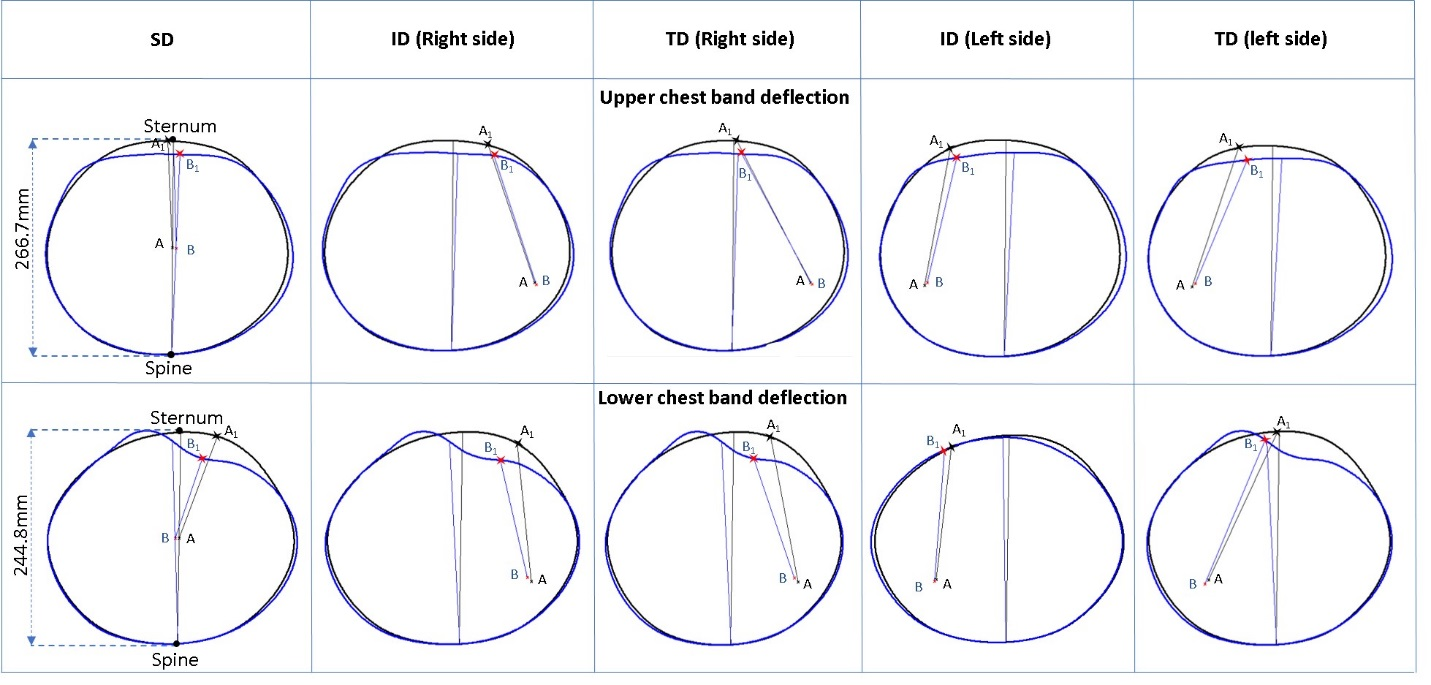 SD
ID (Right side)
TD (Right side)
ID (Left side)
TD (left side)
Upper chest band deflection
Sternum
A₁
B₁
A
B
266.7mm
Spine
A₁
B₁
A
B
A₁
B₁
A
B
A₁
B₁
A
B
A₁
B₁
A
B
Lower chest band deflection
Sternum
A₁
B₁
B
A
244.8mm
Spine
A₁
B₁
B
A
A₁
B₁
B
A
B₁
A₁
B
A
A₁
B₁
B
A